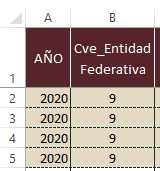 A B
1 AÑO Cve_Entidad
Federativa
2 2020 9
3 2020 9
4 2020 9
5 2020 9